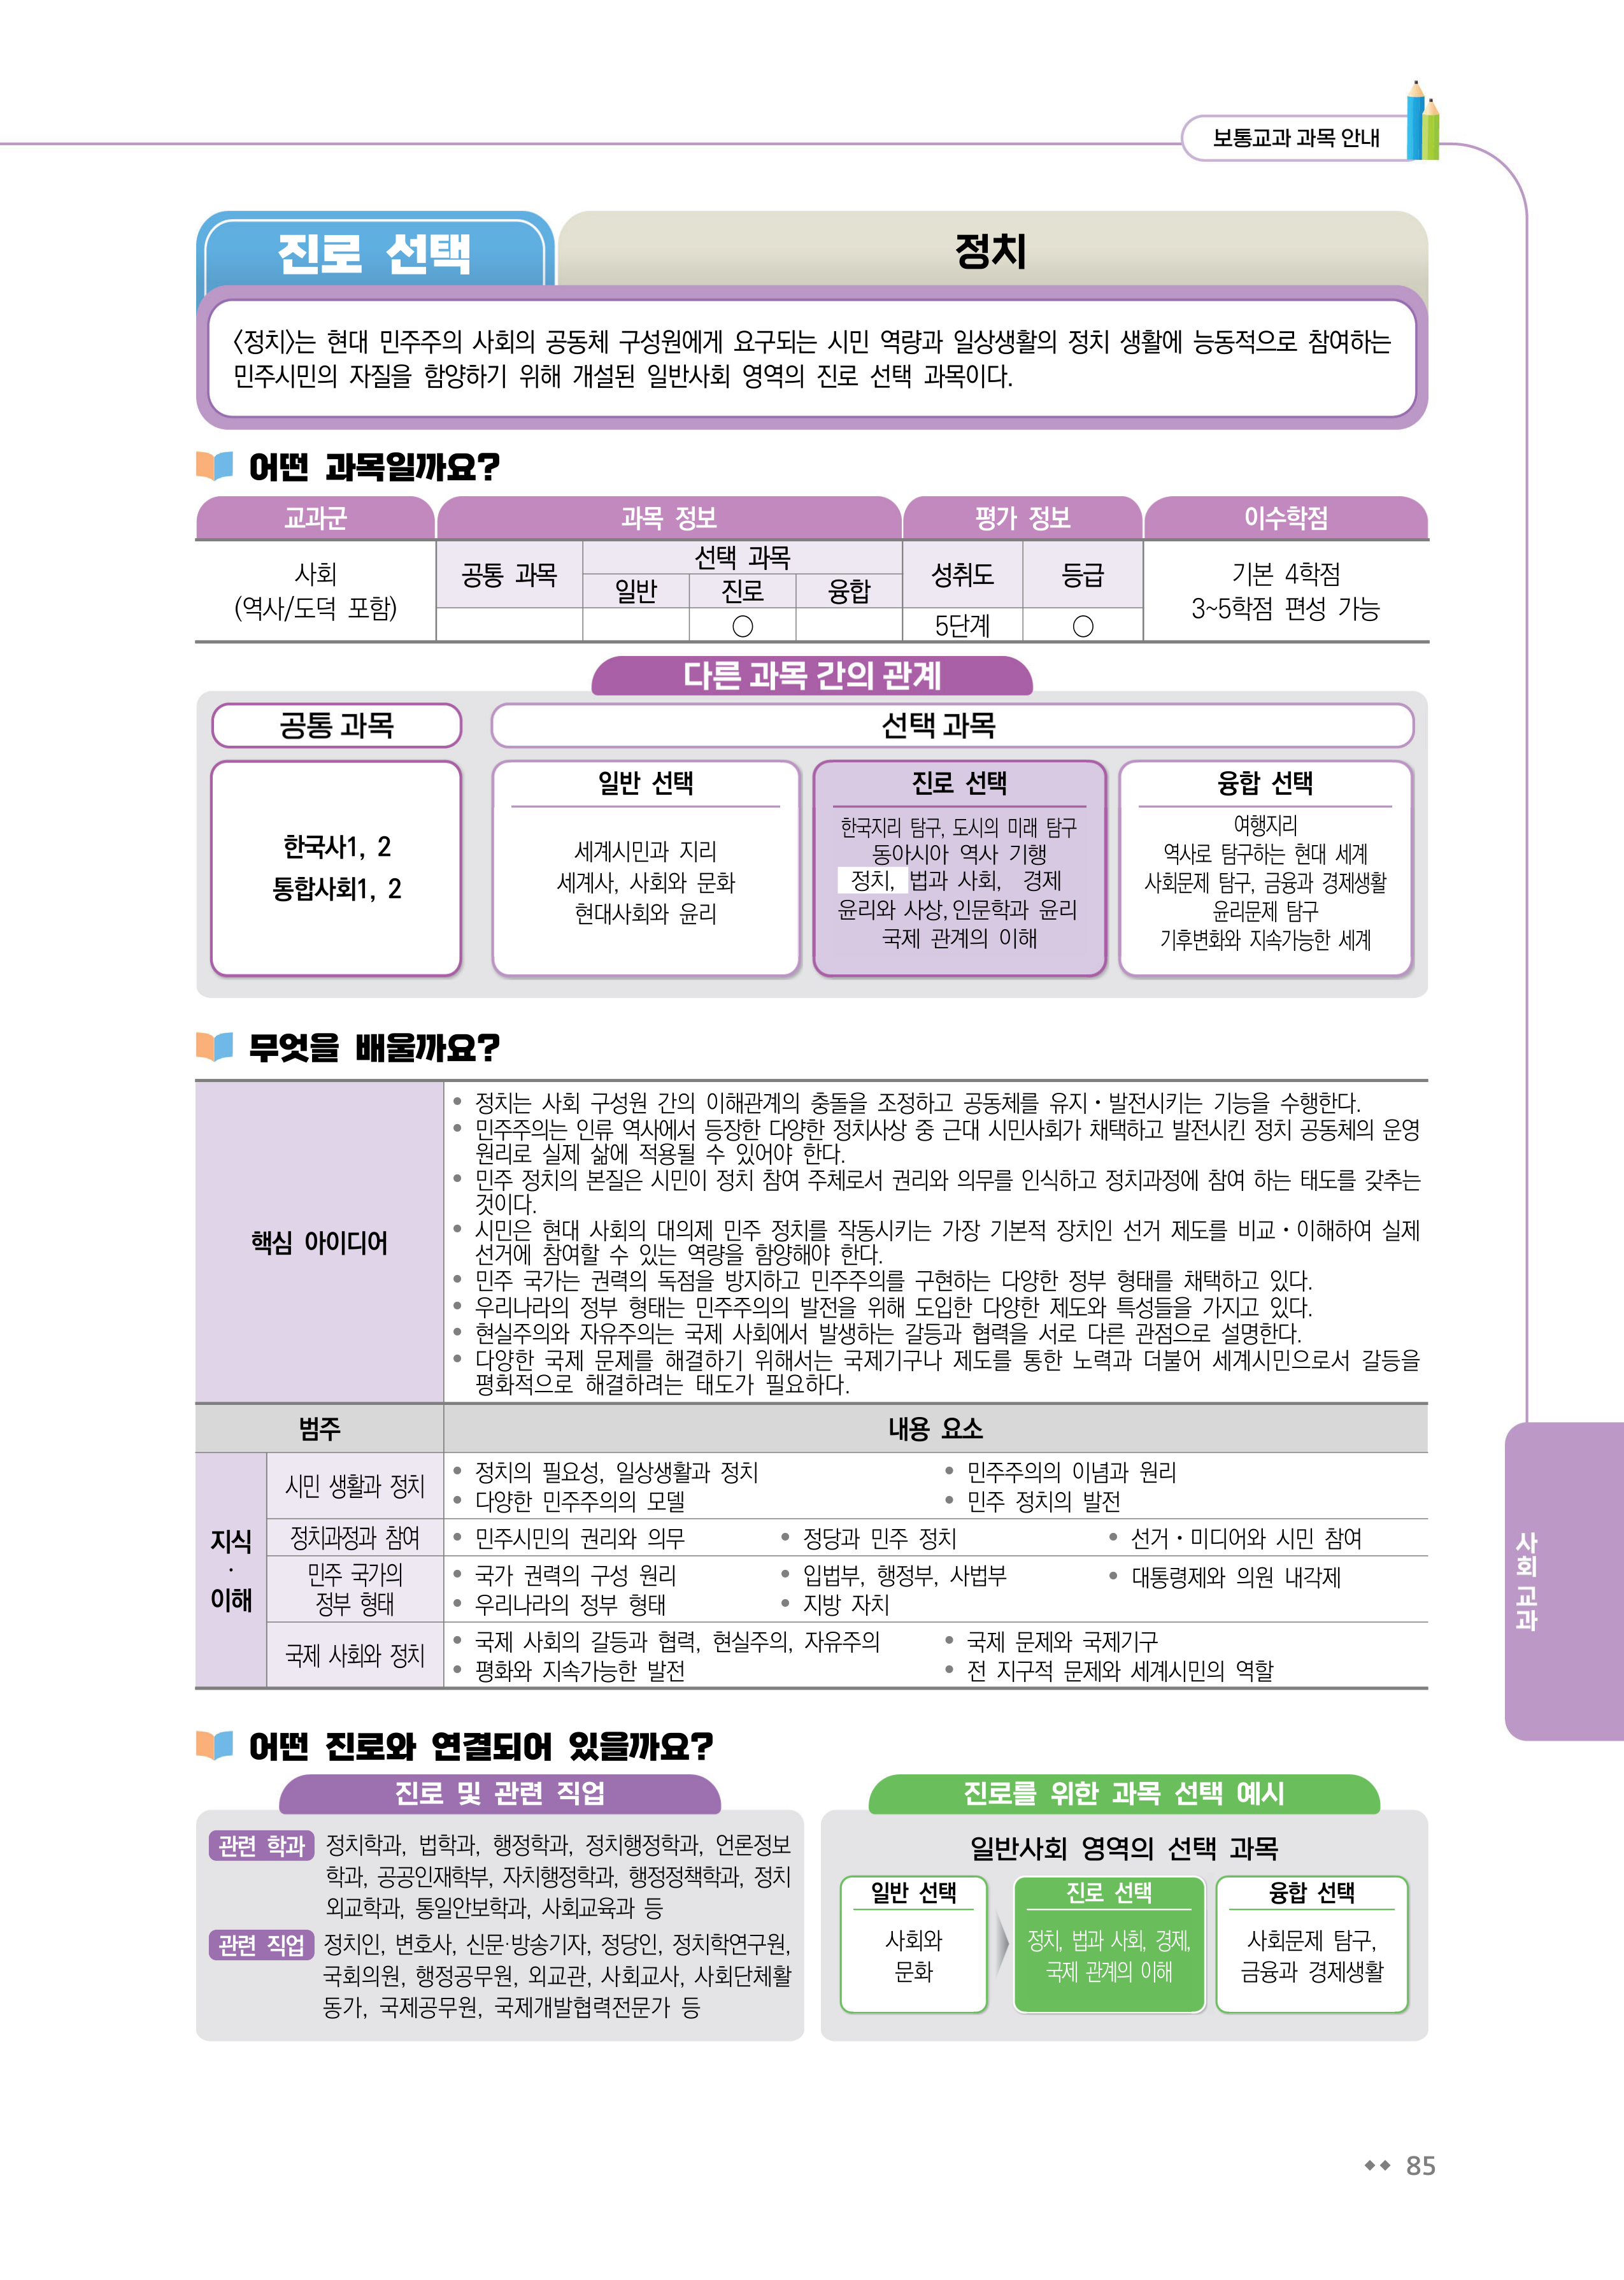 보통교과 과목 안내
진로 선택
정치
〈정치〉는 현대 민주주의 사회의 공동체 구성원에게 요구되는 시민 역량과 일상생활의 정치 생활에 능동적으로 참여하는
민주시민의 자질을 함양하기 위해 개설된 일반사회 영역의 진로 선택 과목이다.
어떤 과목일까요?
교과군 과목 정보 평가 정보 이수학점
사회
(역사/도덕 포함)
공통 과목
선택 과목
일반 진로 융합
○
성취도 등급
5단계 ○
기본 4학점
3~5학점 편성 가능
다른 과목 간의 관계
공통 과목
선택 과목
한국사1, 2
통합사회1, 2
일반 선택
세계시민과 지리
세계사, 사회와 문화
현대사회와 윤리
진로 선택
한국지리 탐구, 도시의 미래 탐구
동아시아 역사 기행
정치, 법과 사회, 경제
윤리와 사상, 인문학과 윤리
국제 관계의 이해
융합 선택
여행지리
역사로 탐구하는 현대 세계
사회문제 탐구, 금융과 경제생활
윤리문제 탐구
기후변화와 지속가능한 세계
무엇을 배울까요?
핵심 아이디어
• 정치는 사회 구성원 간의 이해관계의 충돌을 조정하고 공동체를 유지・발전시키는 기능을 수행한다.
• 민주주의는 인류 역사에서 등장한 다양한 정치사상 중 근대 시민사회가 채택하고 발전시킨 정치 공동체의 운영
원리로 실제 삶에 적용될 수 있어야 한다.
• 민주 정치의 본질은 시민이 정치 참여 주체로서 권리와 의무를 인식하고 정치과정에 참여 하는 태도를 갖추는
것이다.
• 시민은 현대 사회의 대의제 민주 정치를 작동시키는 가장 기본적 장치인 선거 제도를 비교・이해하여 실제
선거에 참여할 수 있는 역량을 함양해야 한다.
• 민주 국가는 권력의 독점을 방지하고 민주주의를 구현하는 다양한 정부 형태를 채택하고 있다.
• 우리나라의 정부 형태는 민주주의의 발전을 위해 도입한 다양한 제도와 특성들을 가지고 있다.
• 현실주의와 자유주의는 국제 사회에서 발생하는 갈등과 협력을 서로 다른 관점으로 설명한다.
• 다양한 국제 문제를 해결하기 위해서는 국제기구나 제도를 통한 노력과 더불어 세계시민으로서 갈등을
평화적으로 해결하려는 태도가 필요하다.
범주 내용 요소
지식
·
이해
시민 생활과 정치
• 정치의 필요성, 일상생활과 정치 • 민주주의의 이념과 원리
• 다양한 민주주의의 모델 • 민주 정치의 발전
정치과정과 참여
• 민주시민의 권리와 의무 • 정당과 민주 정치 • 선거・미디어와 시민 참여
민주 국가의
정부 형태
• 국가 권력의 구성 원리 • 입법부, 행정부, 사법부 • 대통령제와 의원 내각제
• 우리나라의 정부 형태 • 지방 자치
국제 사회와 정치
• 국제 사회의 갈등과 협력, 현실주의, 자유주의 • 국제 문제와 국제기구
• 평화와 지속가능한 발전 • 전 지구적 문제와 세계시민의 역할
어떤 진로와 연결되어 있을까요?
진로 및 관련 직업
관련 학과 정치학과, 법학과, 행정학과, 정치행정학과, 언론정보
학과, 공공인재학부, 자치행정학과, 행정정책학과, 정치
외교학과, 통일안보학과, 사회교육과 등
관련 직업 정치인, 변호사, 신문·방송기자, 정당인, 정치학연구원,
국회의원, 행정공무원, 외교관, 사회교사, 사회단체활
동가, 국제공무원, 국제개발협력전문가 등
진로를 위한 과목 선택 예시
일반사회 영역의 선택 과목
일반 선택
사회와
문화
진로 선택
정치, 법과 사회, 경제,
국제 관계의 이해
융합 선택
사회문제 탐구,
금융과 경제생활
사회교과
85